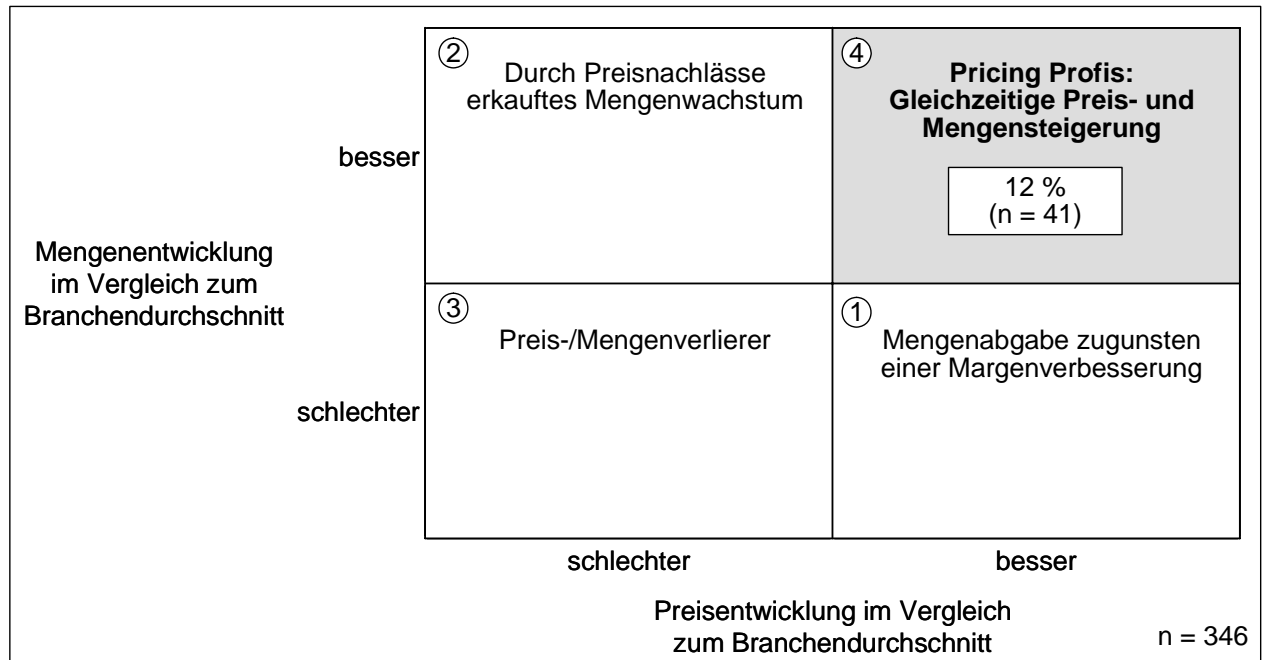 ②
Durch Preisnachlässe
erkauftes Mengenwachstum
④
Pricing Profis:
Gleichzeitige Preis- und
Mengensteigerung
12 %
(n = 41)
besser
Mengenentwicklung
im Vergleich zum
Branchendurchschnitt
③
Preis-/Mengenverlierer
①
Mengenabgabe zugunsten
einer Margenverbesserung
schlechter
schlechter
besser
Preisentwicklung im Vergleich
zum Branchendurchschnitt
n = 346